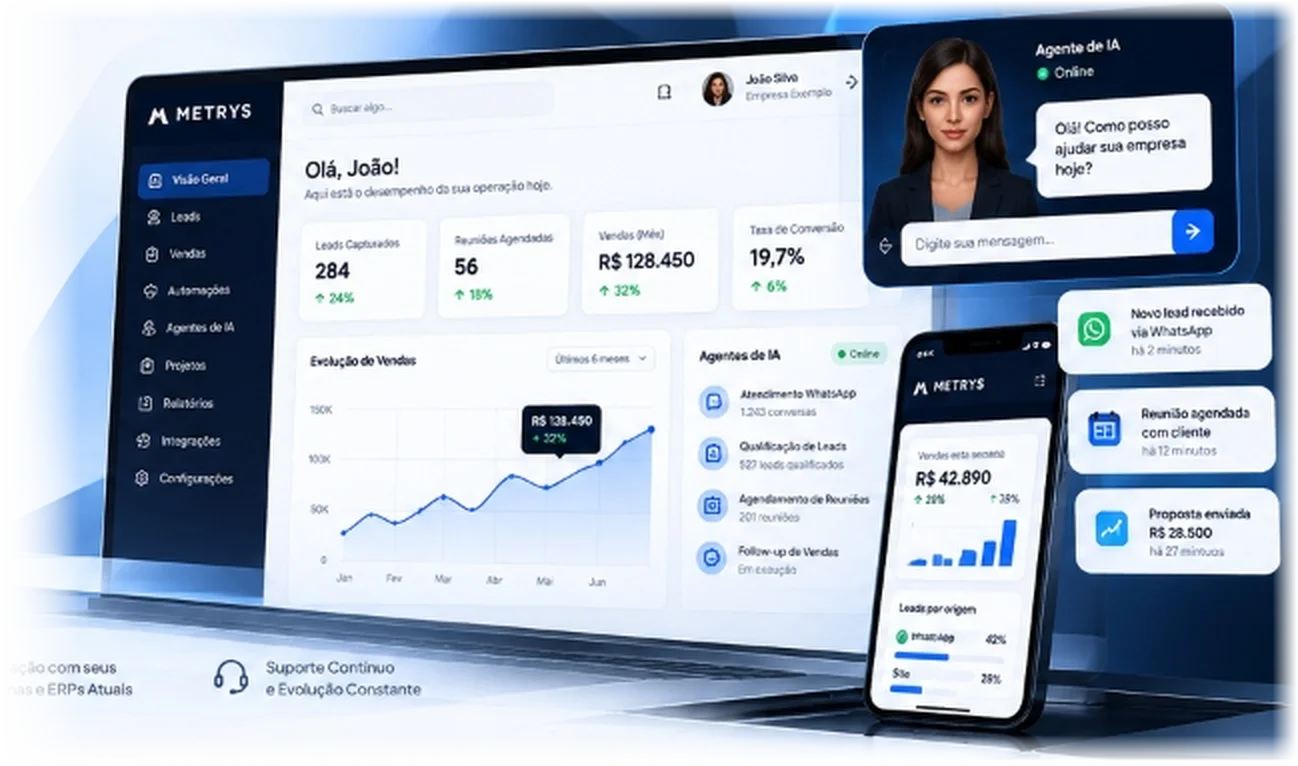 METRYS
Visão Geral
Leads
Vendas
Automações
Agentes de IA
Projetos
Relatórios
Integrações
Configurações
Buscar algo...
João Silva
Empresa Exemplo
Olá, João!
Aqui está o desempenho da sua operação hoje.
Leads Capturados
284
↑ 24%
Reuniões Agendadas
56
↑ 18%
Vendas (Mês)
R$ 128.450
↑ 32%
Taxa de Conversão
19,7%
↑ 6%
Evolução de Vendas
Últimos 6 meses
150K
100K
50K
0
Jan
Fev
Mar
Abr
Mai
Jun
R$ 138.450
+ 32%
Agentes de IA
Online
Atendimento WhatsApp
1.243 conversas
Qualificação de Leads
527 leads qualificados
Agendamento de Reuniões
201 reuniões
Follow-up de Vendas
Em execução
Agente de IA
Online
Olá! Como posso
ajudar sua empresa
hoje?
Digite sua mensagem...
Novo lead recebido
via WhatsApp
há 2 minutos
Reunião agendada
com cliente
há 12 minutos
Proposta enviada
R$ 28.500
há 27 mintuos
METRYS
Vendas esta
R$ 42.890
↑ 28%
↑ 35%
Leads por origem
WhatsApp
42%
Site
28%
ção com seus
nas e ERPs Atuais
Suporte Contínuo
e Evolução Constante